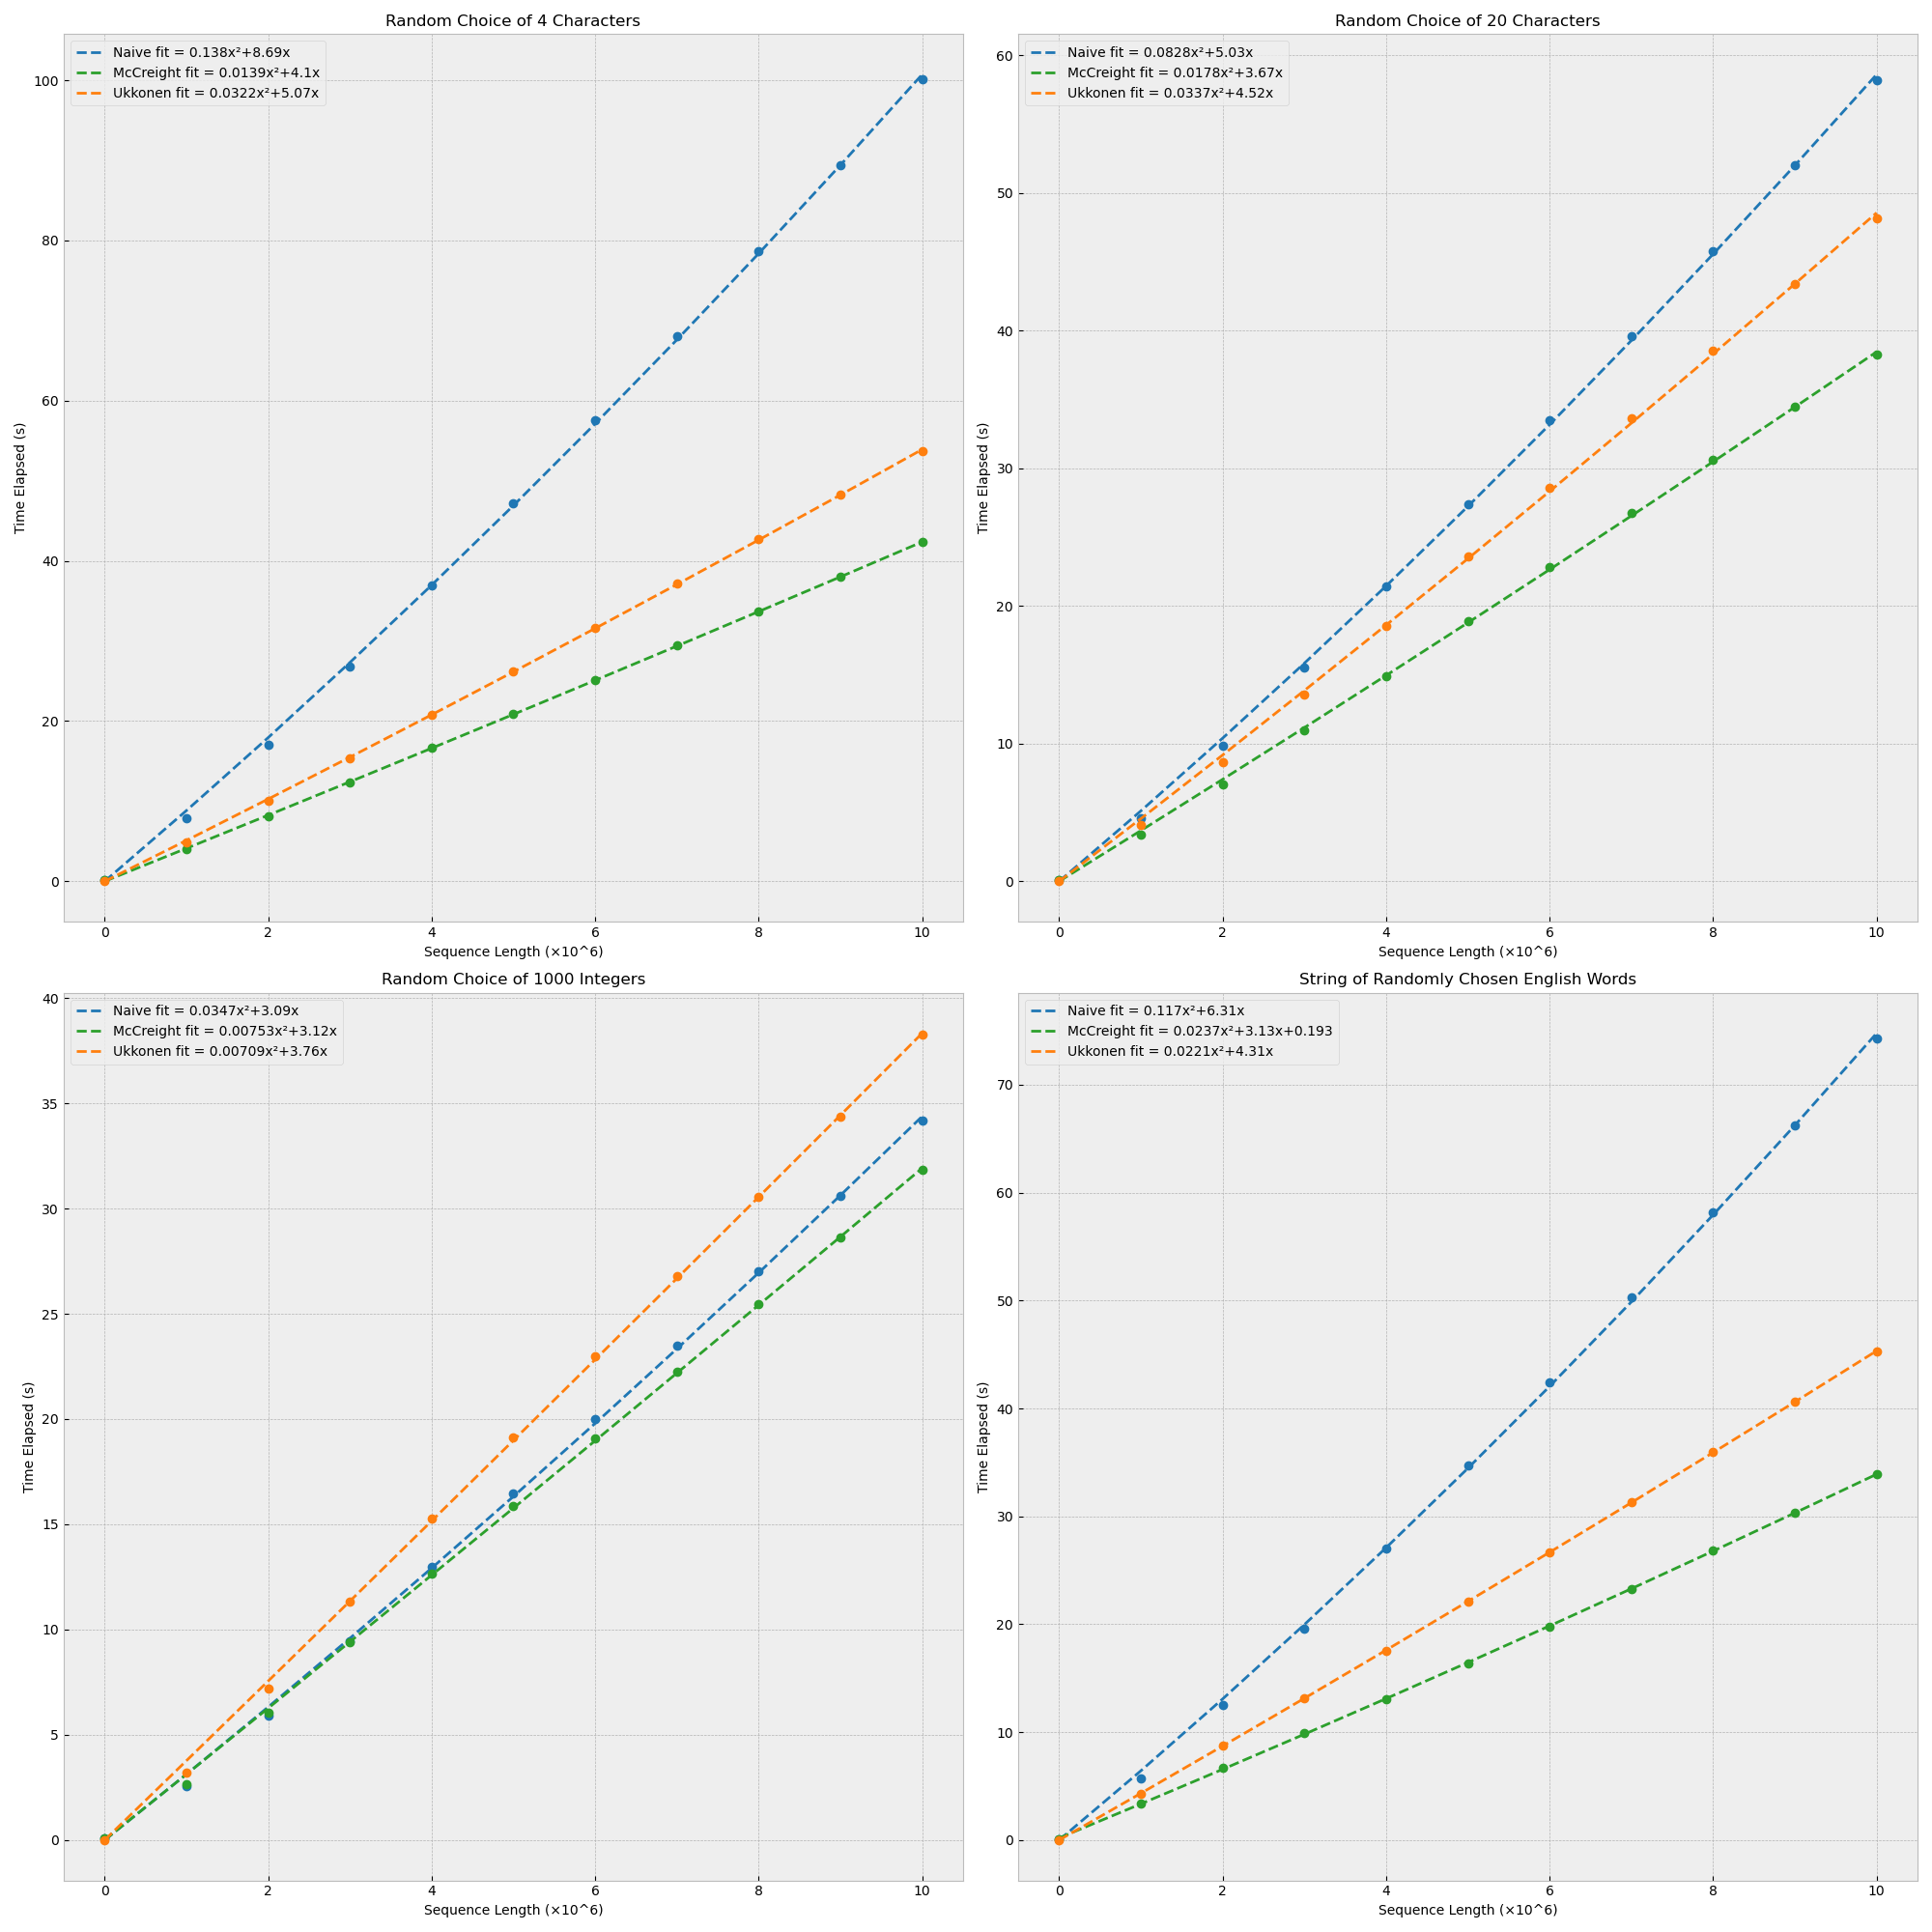 Random Choice of 4 Characters
Naive fit = 0.138x²+8.69x
McCreight fit = 0.0139x²+4.1x
Ukkonen fit = 0.0322x²+5.07x
100
80
60
40
20
0
Time Elapsed (s)
0 2 4 6 8 10
Sequence Length (×10^6)
Random Choice of 20 Characters
Naive fit = 0.0828x²+5.03x
McCreight fit = 0.0178x²+3.67x
Ukkonen fit = 0.0337x²+4.52x
60
50
40
30
20
10
0
Time Elapsed (s)
0 2 4 6 8 10
Sequence Length (×10^6)
Random Choice of 1000 Integers
Naive fit = 0.0347x²+3.09x
McCreight fit = 0.00753x²+3.12x
Ukkonen fit = 0.00709x²+3.76x
40
35
30
25
20
15
10
5
0
Time Elapsed (s)
0 2 4 6 8 10
Sequence Length (×10^6)
String of Randomly Chosen English Words
Naive fit = 0.117x²+6.31x
McCreight fit = 0.0237x²+3.13x+0.193
Ukkonen fit = 0.0221x²+4.31x
70
60
50
40
30
20
10
0
Time Elapsed (s)
0 2 4 6 8 10
Sequence Length (×10^6)